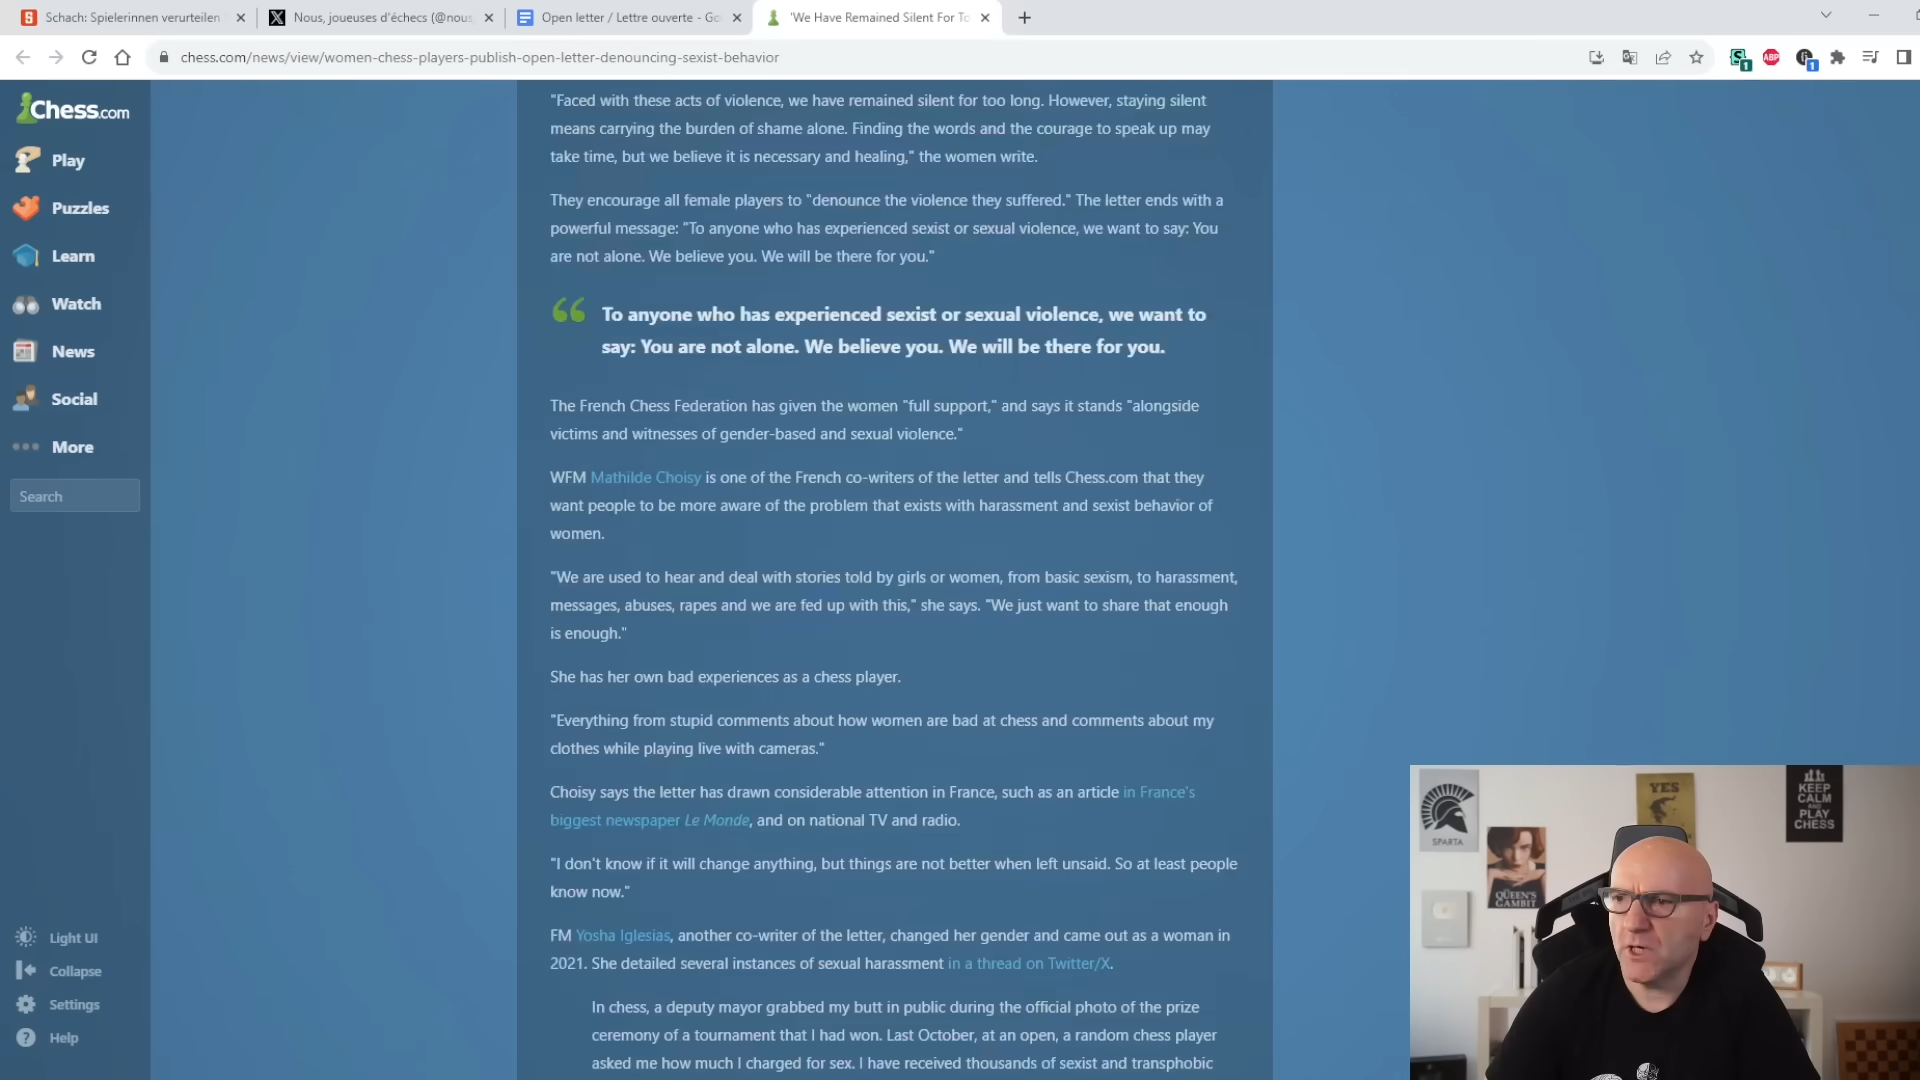 Schach: Spielerinnen verurteilen
Nous, joueuses d'échecs (@nous
Open letter / Lettre ouverte - Go
'We Have Remained Silent For To
chess.com/news/view/women-chess-players-publish-open-letter-denouncing-sexist-behavior
1
ABP
1
Chess.com
Play
Puzzles
Learn
Watch
News
Social
More
Search
Light UI
Collapse
Settings
Help
"Faced with these acts of violence, we have remained silent for too long. However, staying silent
means carrying the burden of shame alone. Finding the words and the courage to speak up may
take time, but we believe it is necessary and healing," the women write.
They encourage all female players to "denounce the violence they suffered." The letter ends with a
powerful message: "To anyone who has experienced sexist or sexual violence, we want to say: You
are not alone. We believe you. We will be there for you."
To anyone who has experienced sexist or sexual violence, we want to
say: You are not alone. We believe you. We will be there for you.
The French Chess Federation has given the women "full support," and says it stands "alongside
victims and witnesses of gender-based and sexual violence."
WFM Mathilde Choisy is one of the French co-writers of the letter and tells Chess.com that they
want people to be more aware of the problem that exists with harassment and sexist behavior of
women.
"We are used to hear and deal with stories told by girls or women, from basic sexism, to harassment,
messages, abuses, rapes and we are fed up with this," she says. "We just want to share that enough
is enough."
She has her own bad experiences as a chess player.
"Everything from stupid comments about how women are bad at chess and comments about my
clothes while playing live with cameras."
Choisy says the letter has drawn considerable attention in France, such as an article in France's
biggest newspaper Le Monde, and on national TV and radio.
"I don't know if it will change anything, but things are not better when left unsaid. So at least people
know now."
FM Yosha Iglesias, another co-writer of the letter, changed her gender and came out as a woman in
2021. She detailed several instances of sexual harassment in a thread on Twitter/X.
In chess, a deputy mayor grabbed my butt in public during the official photo of the prize
ceremony of a tournament that I had won. Last October, at an open, a random chess player
asked me how much I charged for sex. I have received thousands of sexist and transphobic
SPARTA
THE
QUEEN'S
GAMBIT
YES
KEEP
CALM
AND
PLAY
CHESS